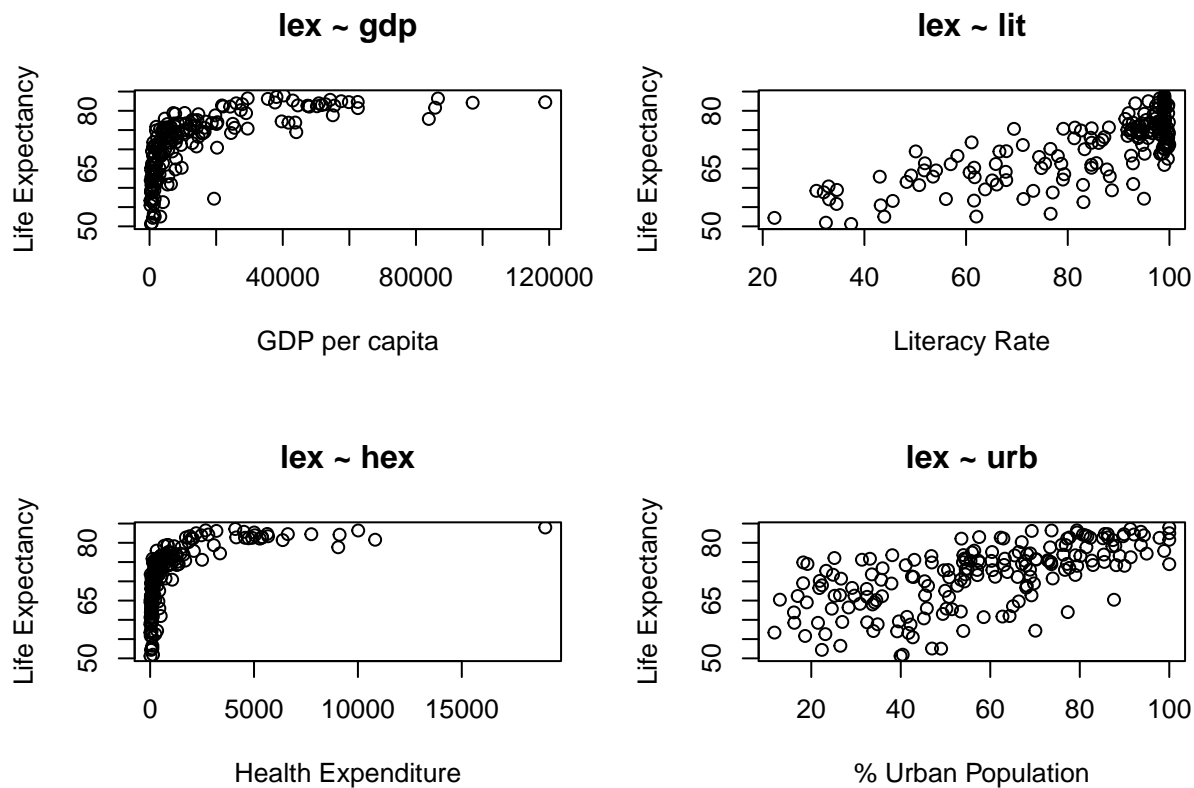 lex ~ gdp
Life Expectancy
80
65
50
0 40000 80000 120000
GDP per capita
lex ~ lit
Life Expectancy
80
65
50
20 40 60 80 100
Literacy Rate
lex ~ hex
Life Expectancy
80
65
50
0 5000 10000 15000
Health Expenditure
lex ~ urb
Life Expectancy
80
65
50
20 40 60 80 100
% Urban Population